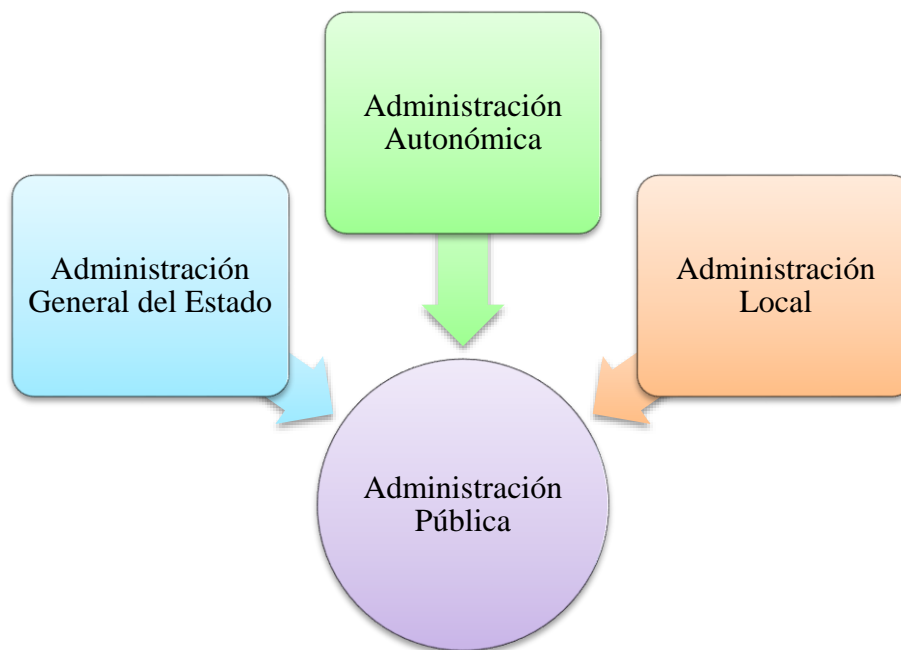 Administración
Autonómica
Administración
General del Estado
Administración
Local
Administración
Pública